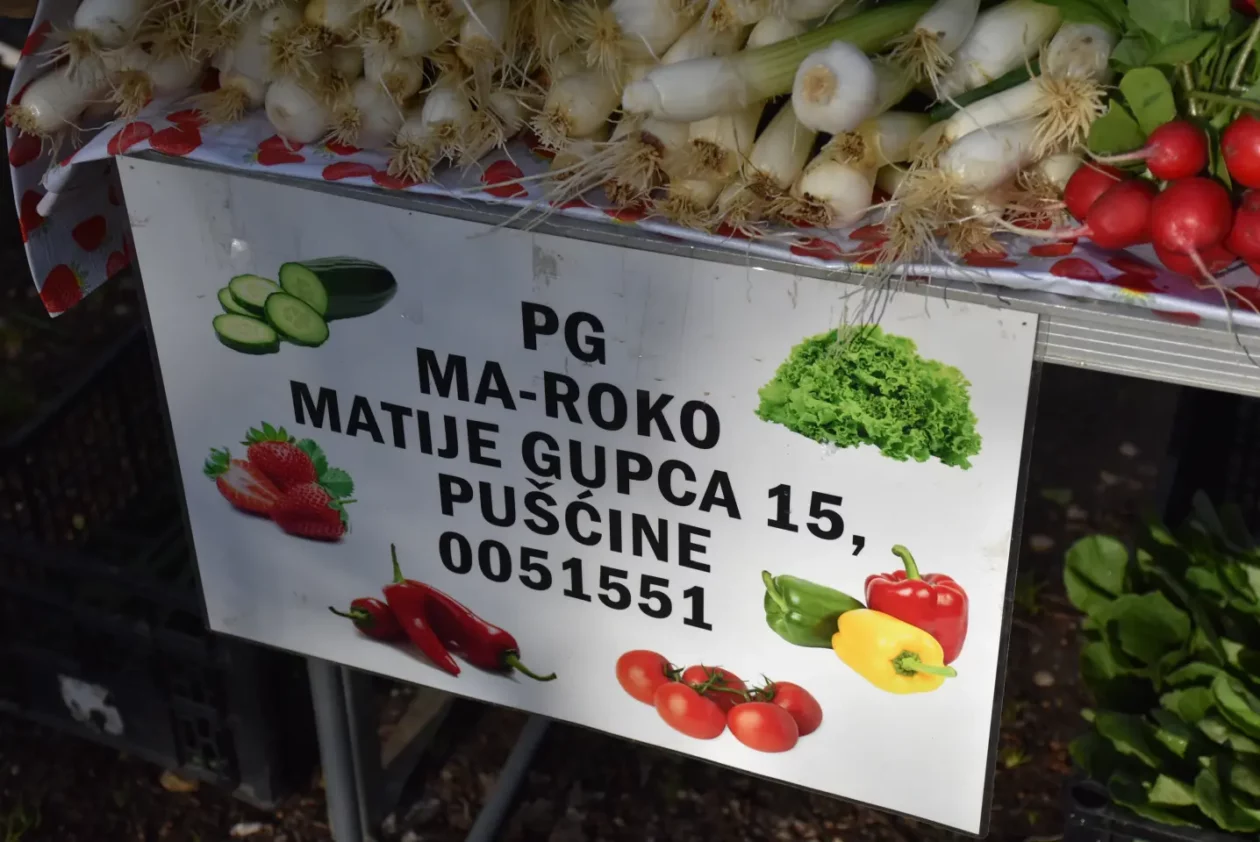 PG
MA-ROKO
MATIJE GUPCA 15,
PUŠĆINE
0051551